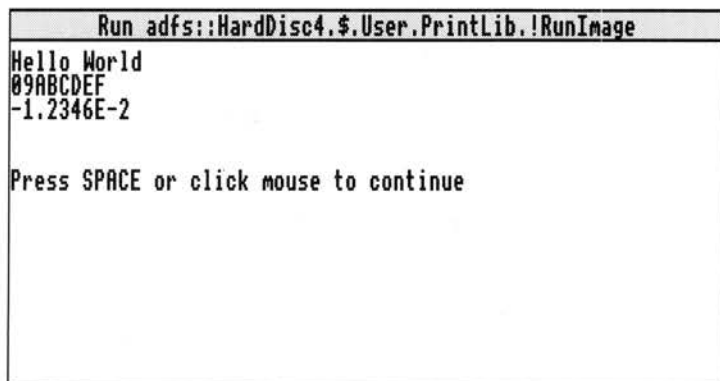 Run adfs::HardDisc4.$.User.PrintLib.!RunImage
Hello World
09ABCDEF
-1.2346E-2
Press SPACE or click mouse to continue